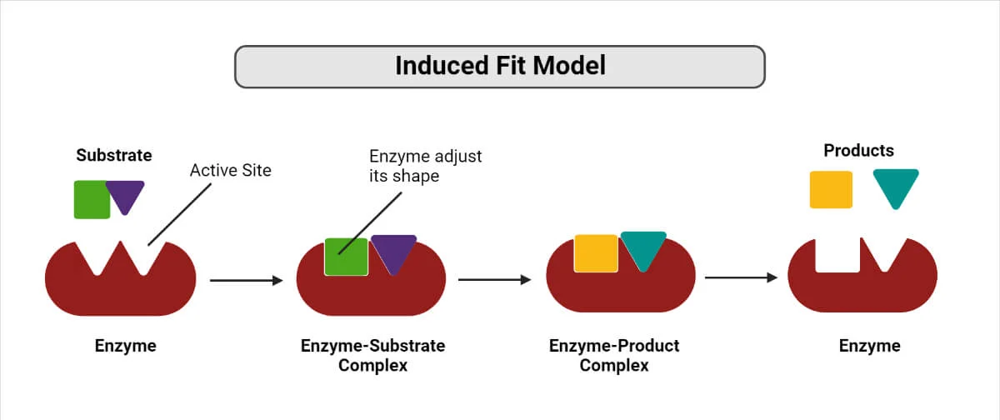 Induced Fit Model
Substrate
Active Site
Enzyme adjust
its shape
Products
Enzyme
Enzyme-Substrate
Complex
Enzyme-Product
Complex
Enzyme